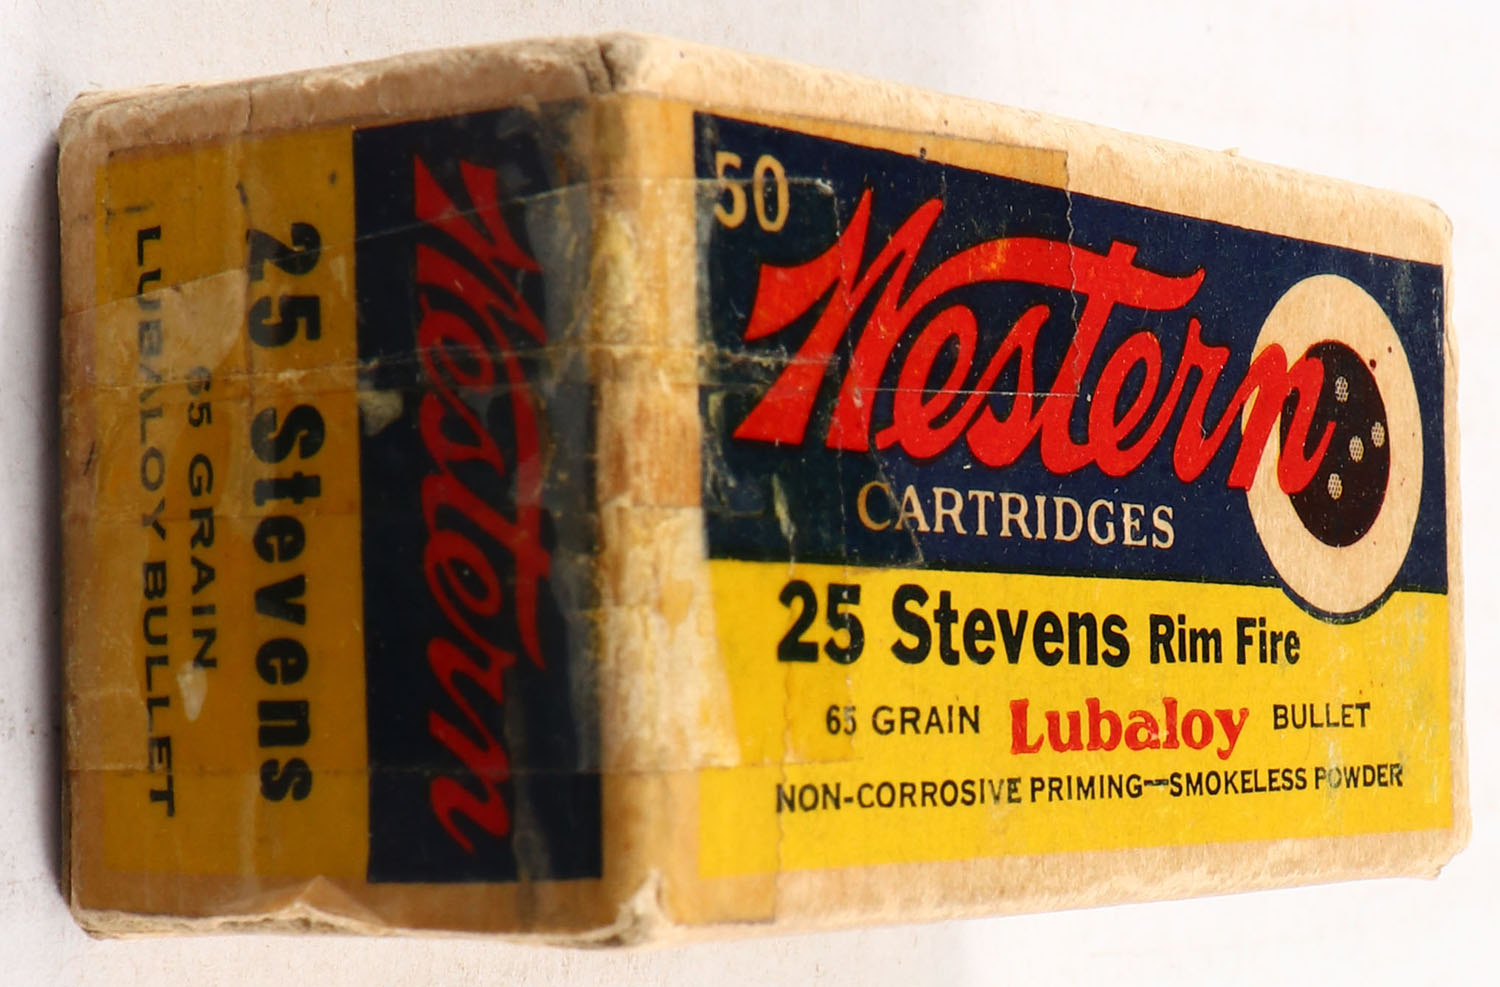 50
Western
CARTRIDGES
25 Stevens Rim Fire
65 GRAIN Lubaloy BULLET
NON-CORROSIVE PRIMING—SMOKELESS POWDER
Western
25 Stevens
65 GRAIN
LUBALOY BULLET